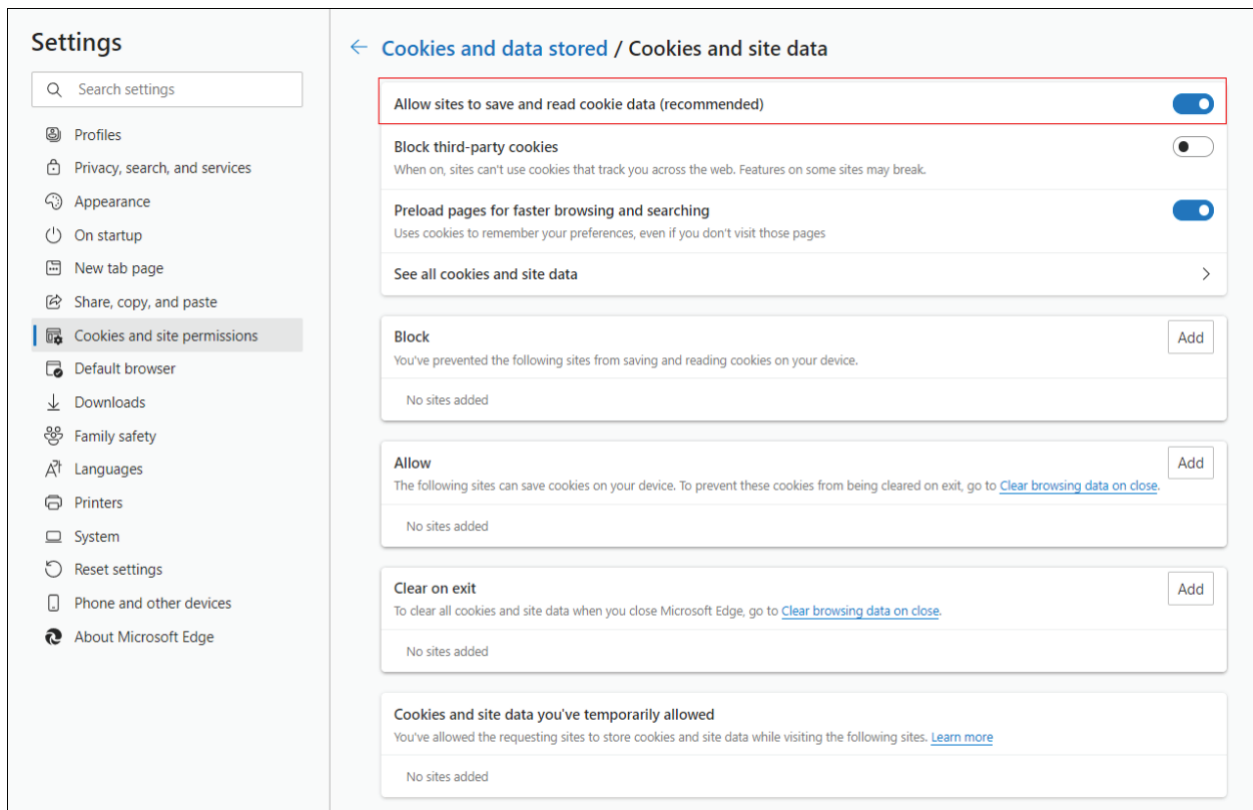 Settings
Search settings
Profiles
Privacy, search, and services
Appearance
On startup
New tab page
Share, copy, and paste
Cookies and site permissions
Default browser
Downloads
Family safety
Languages
Printers
System
Reset settings
Phone and other devices
About Microsoft Edge
Cookies and data stored / Cookies and site data
Allow sites to save and read cookie data (recommended)
Block third-party cookies
When on, sites can't use cookies that track you across the web. Features on some sites may break.
Preload pages for faster browsing and searching
Uses cookies to remember your preferences, even if you don't visit those pages
See all cookies and site data
Block
Add
You've prevented the following sites from saving and reading cookies on your device.
No sites added
Allow
Add
The following sites can save cookies on your device. To prevent these cookies from being cleared on exit, go to Clear browsing data on close.
No sites added
Clear on exit
Add
To clear all cookies and site data when you close Microsoft Edge, go to Clear browsing data on close.
No sites added
Cookies and site data you've temporarily allowed
You've allowed the requesting sites to store cookies and site data while visiting the following sites. Learn more
No sites added